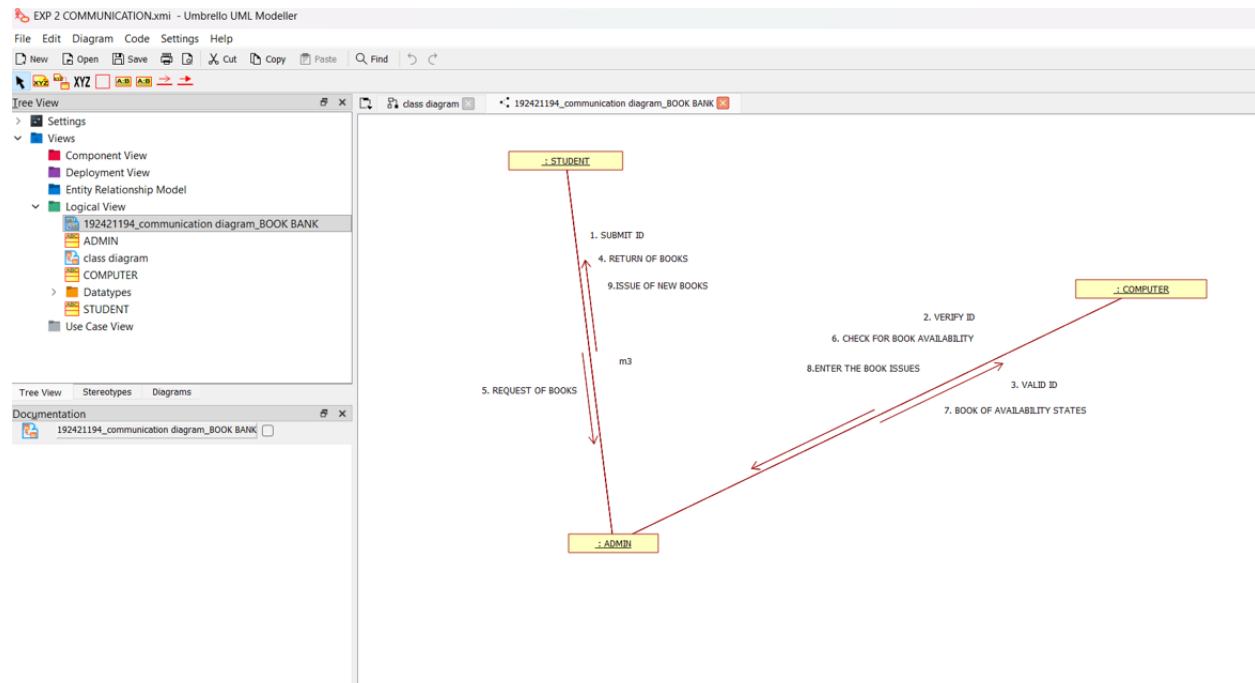 EXP 2 COMMUNICATION.xmi - Umbrello UML Modeller
File Edit Diagram Code Settings Help
New Open Save Cut Copy Paste Find
XYZ XYZ A:B A:B
Tree View
class diagram 192421194_communication diagram_BOOK BANK
Settings
Views
Component View
Deployment View
Entity Relationship Model
Logical View
192421194_communication diagram_BOOK BANK
ABC
ADMIN
class diagram
ABC
COMPUTER
Datatypes
ABC
STUDENT
Use Case View
Tree View Stereotypes Diagrams
Documentation
192421194_communication diagram_BOOK BANK
: STUDENT
1. SUBMIT ID
4. RETURN OF BOOKS
9.ISSUE OF NEW BOOKS
m3
5. REQUEST OF BOOKS
: COMPUTER
2. VERIFY ID
6. CHECK FOR BOOK AVAILABILITY
8.ENTER THE BOOK ISSUES
3. VALID ID
7. BOOK OF AVAILABILITY STATES
: ADMIN